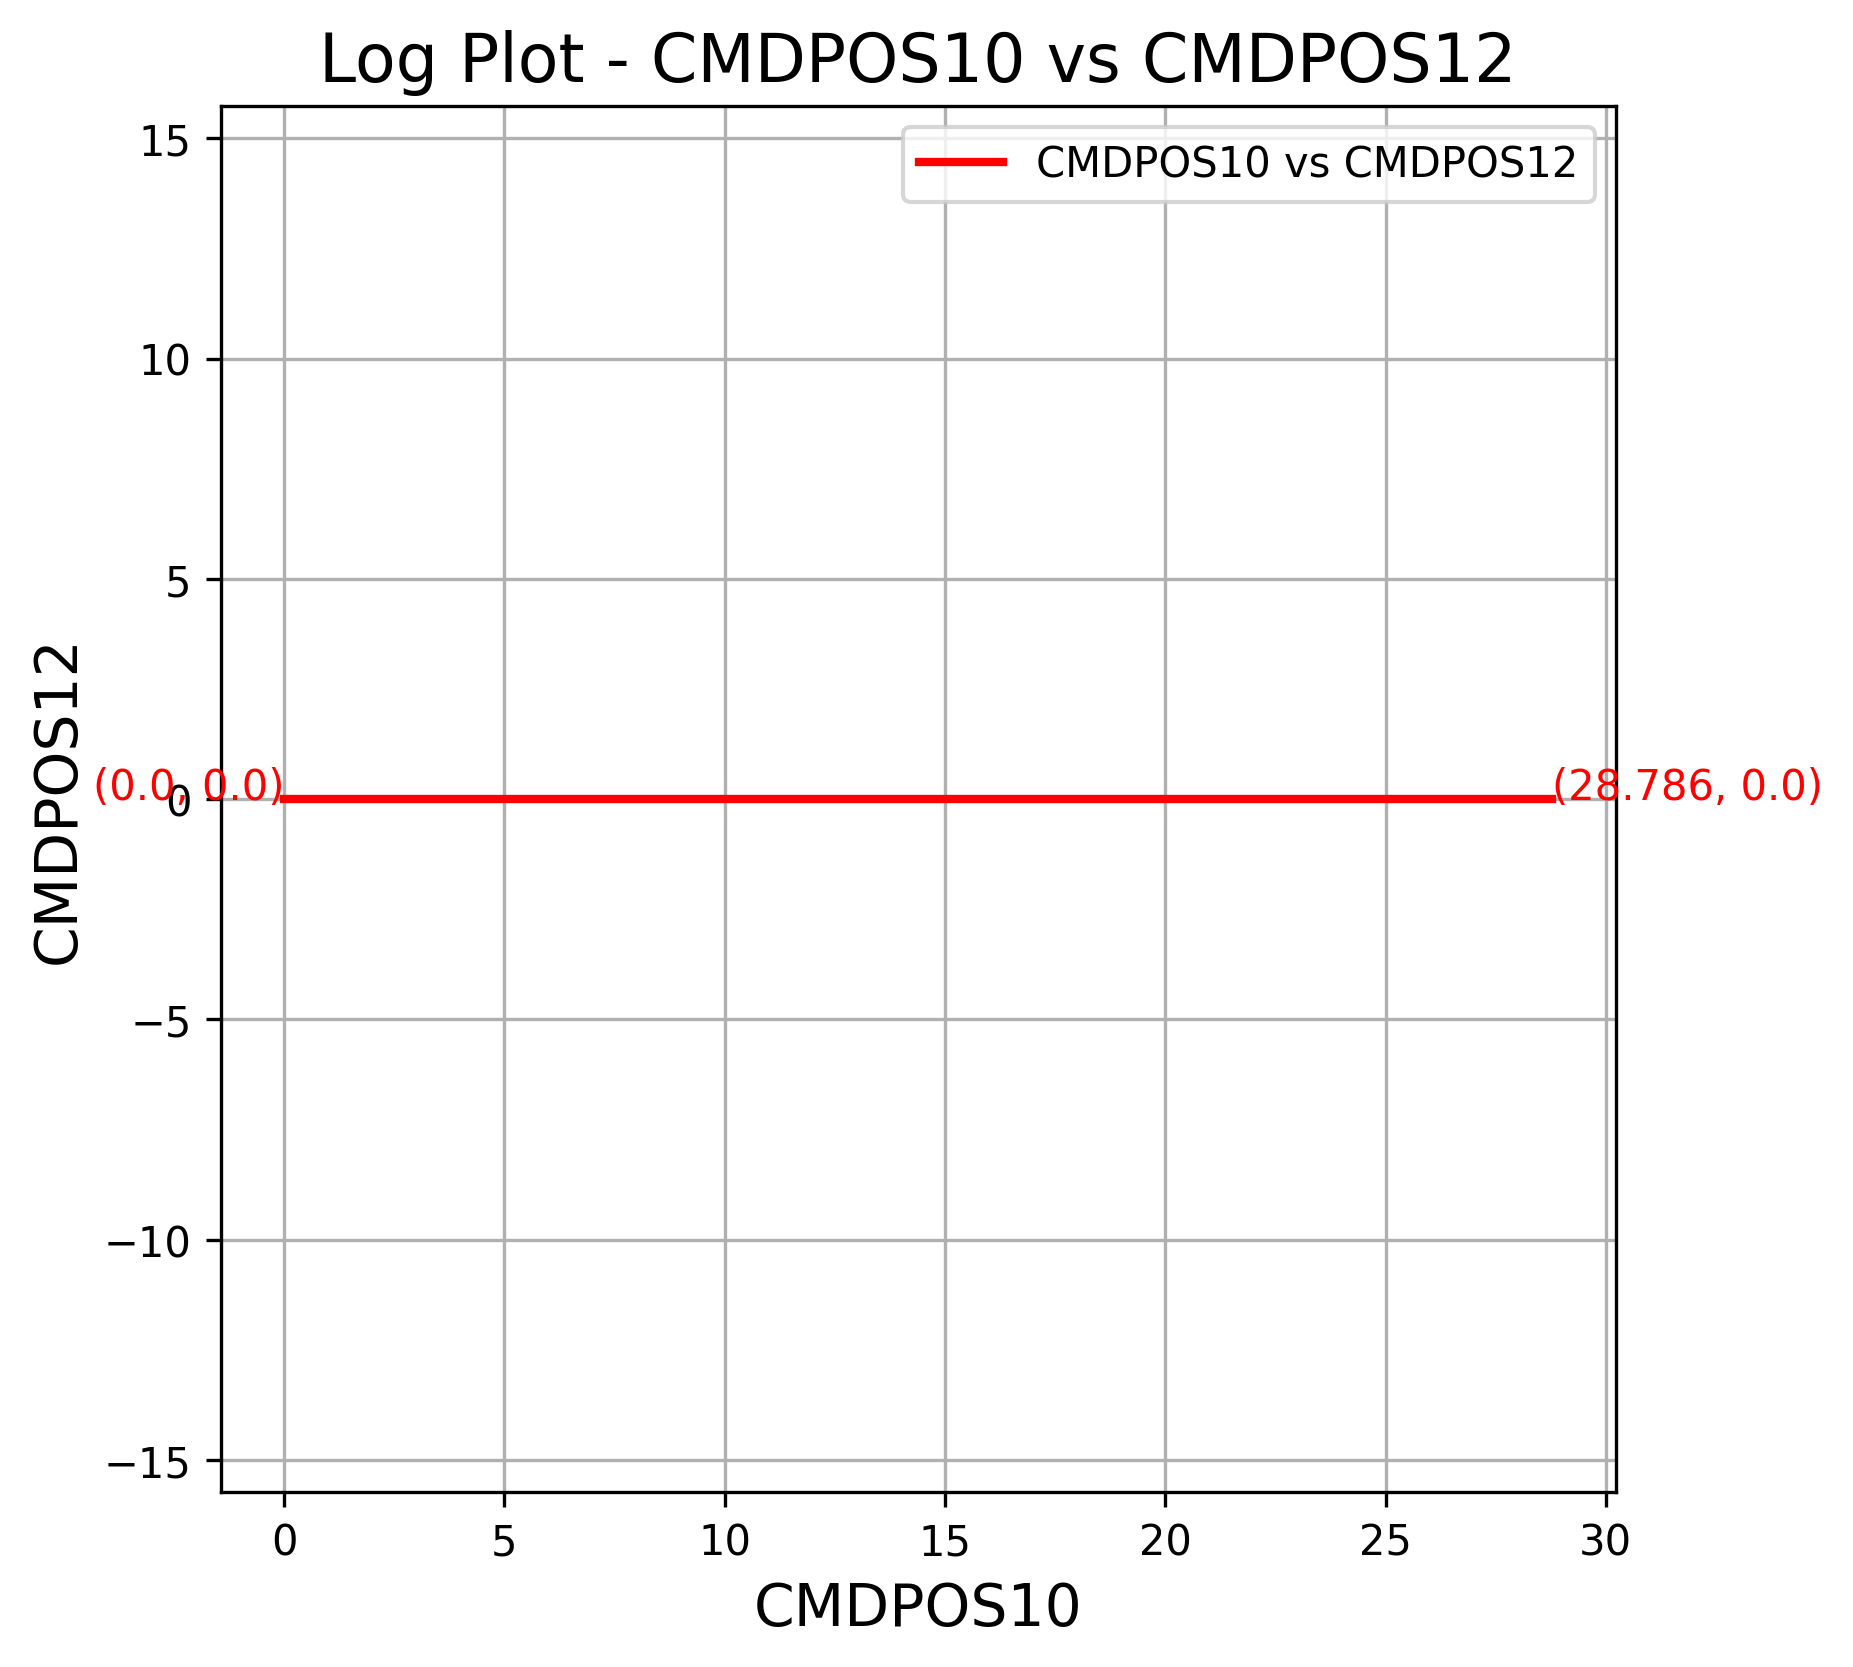 Log Plot - CMDPOS10 vs CMDPOS12
CMDPOS10 vs CMDPOS12
15
10
5
0
−5
−10
−15
CMDPOS12
(0.0, 0.0)
(28.786, 0.0)
0 5 10 15 20 25 30
CMDPOS10